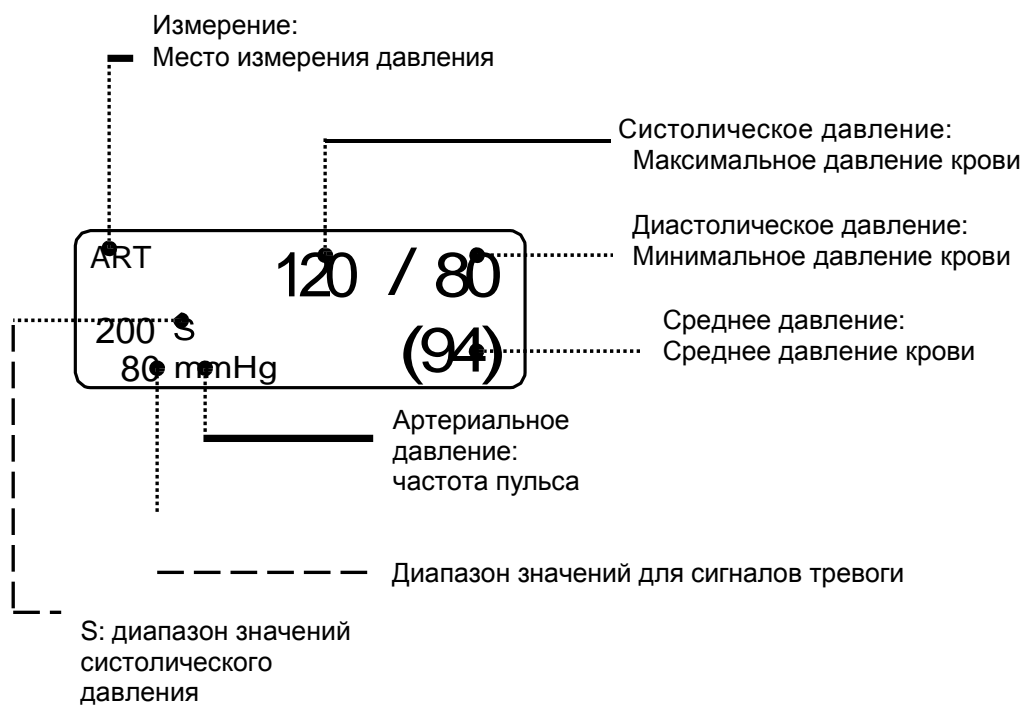 Измерение:
Место измерения давления
Систолическое давление:
Максимальное давление крови
Диастолическое давление:
Минимальное давление крови
ART
120 / 80
200 S
(94)
80 mmHg
Среднее давление:
Среднее давление крови
Артериальное
давление:
частота пульса
Диапазон значений для сигналов тревоги
S: диапазон значений
систолического
давления